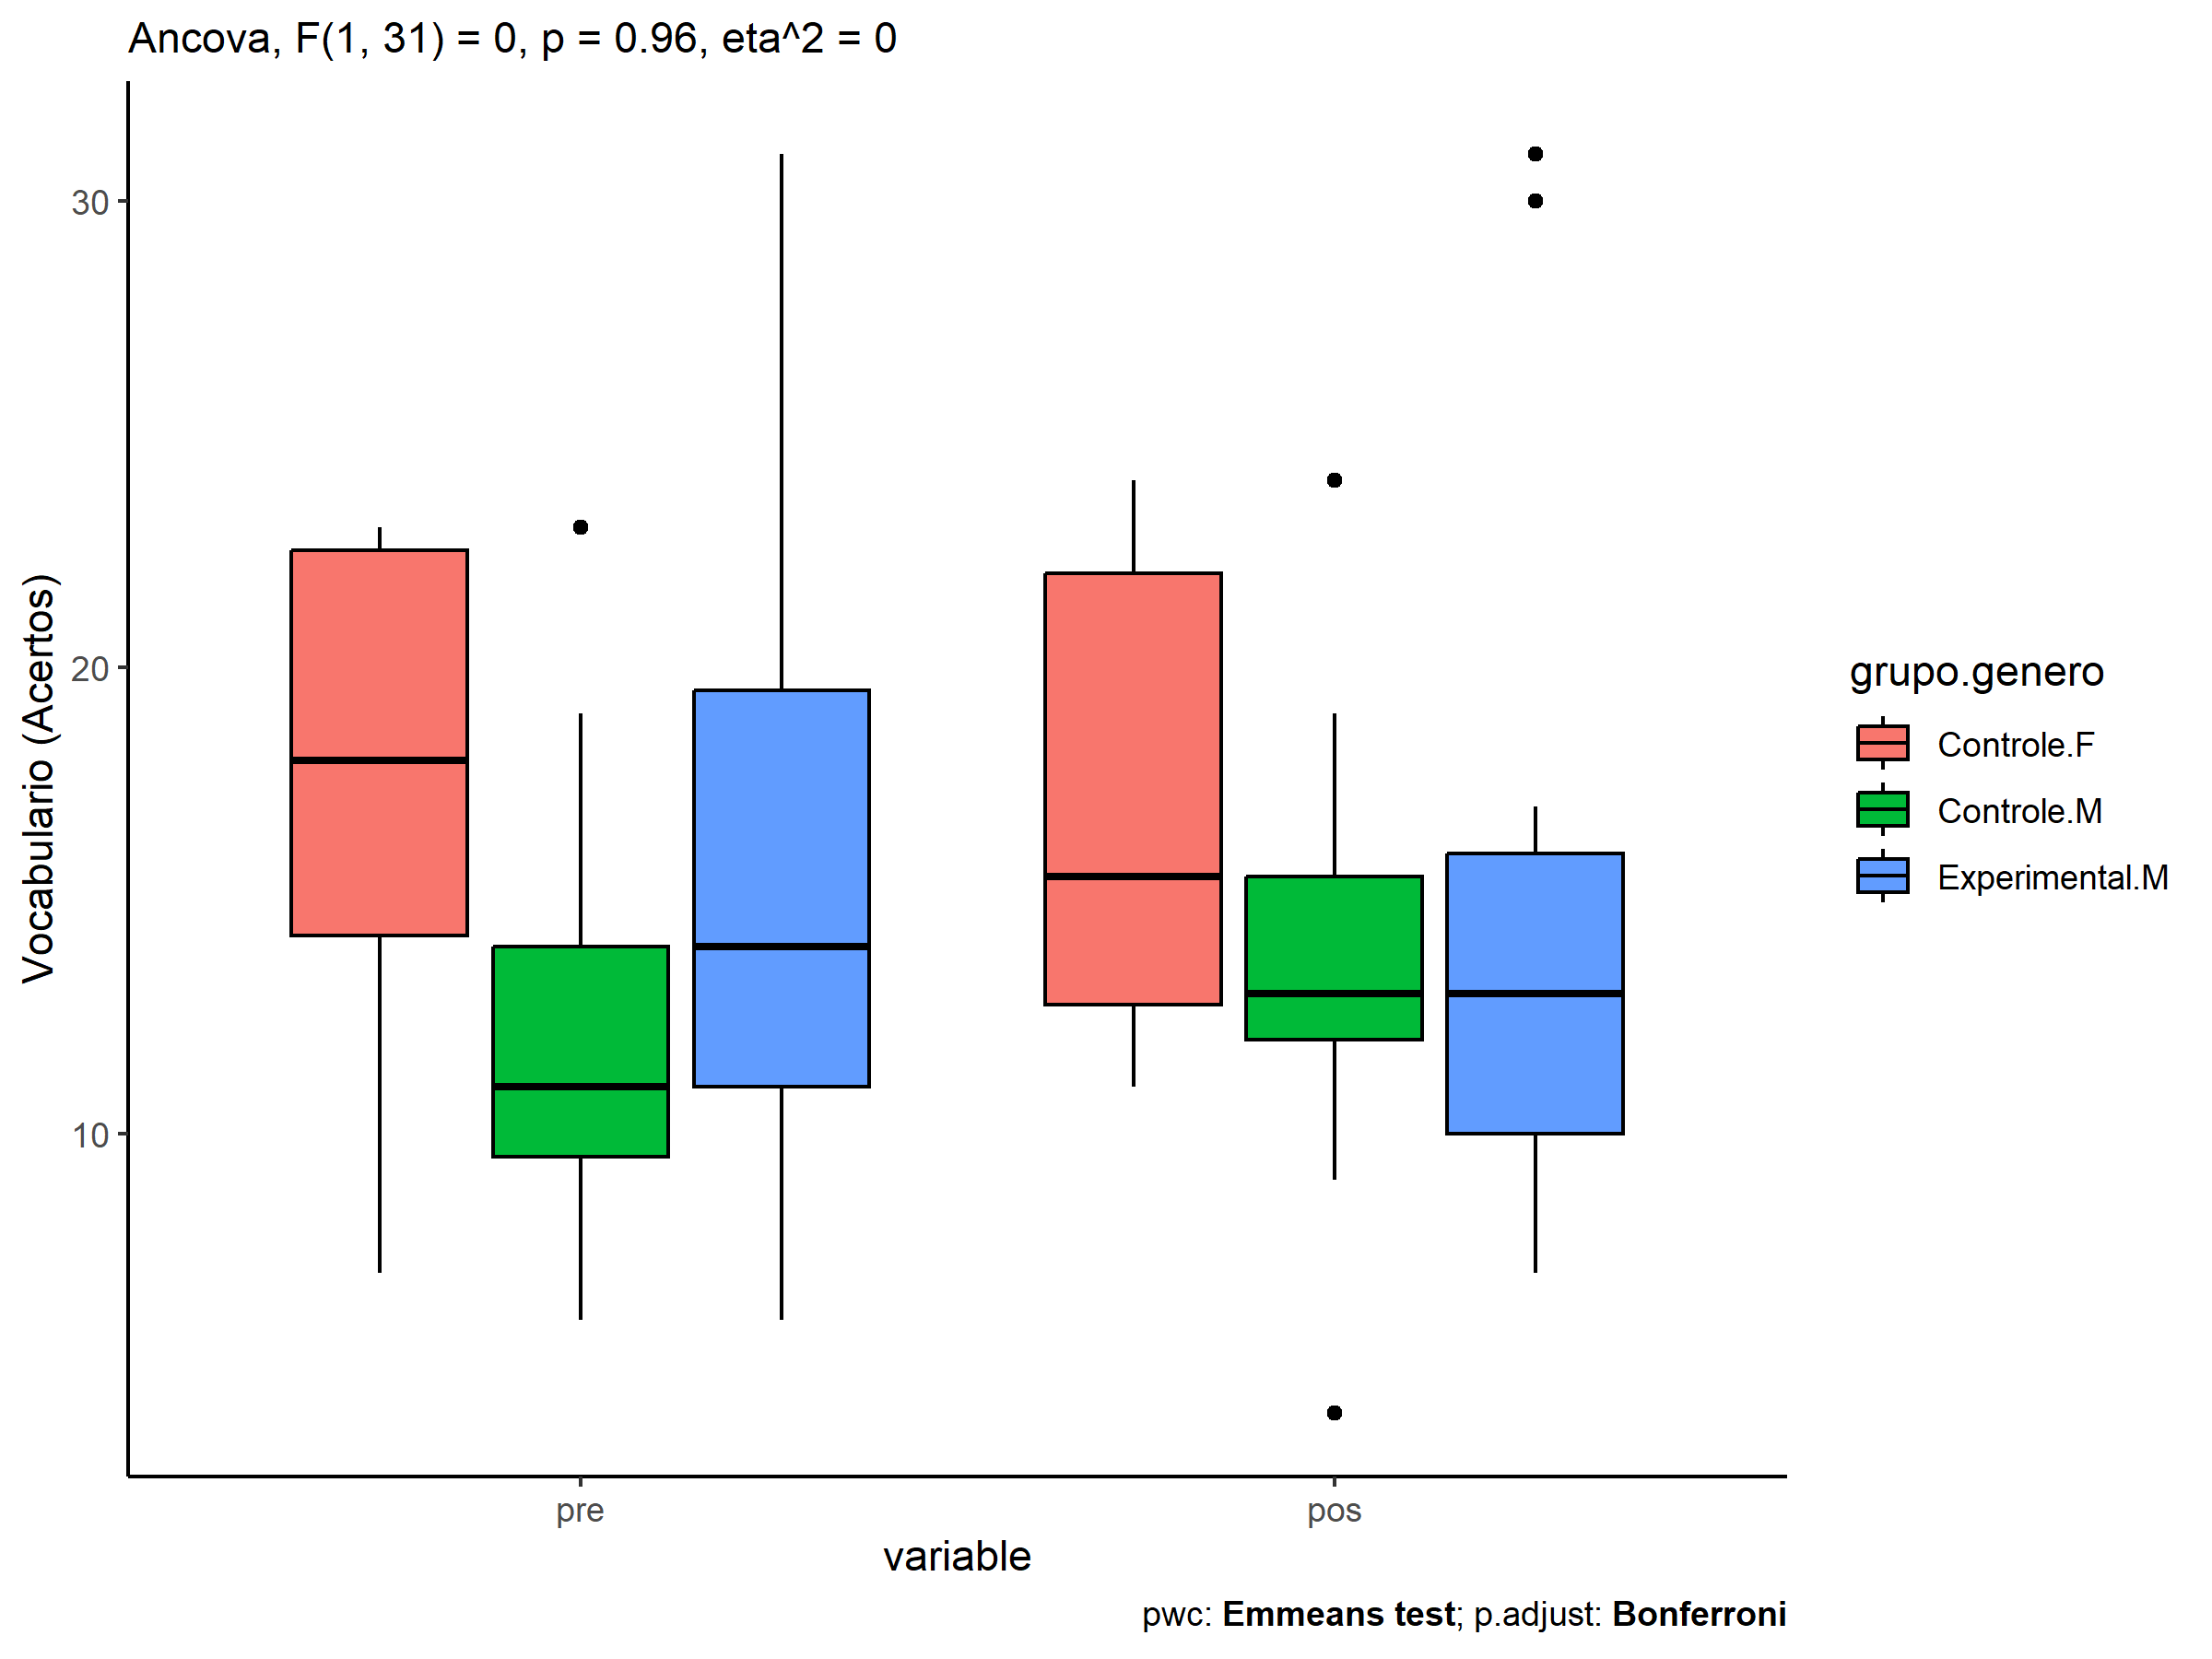 Ancova, F(1, 31) = 0, p = 0.96, eta^2 = 0
Vocabulario (Acertos)
30
20
10
pre
pos
variable
grupo.genero
Controle.F
Controle.M
Experimental.M
pwc: Emmeans test; p.adjust: Bonferroni